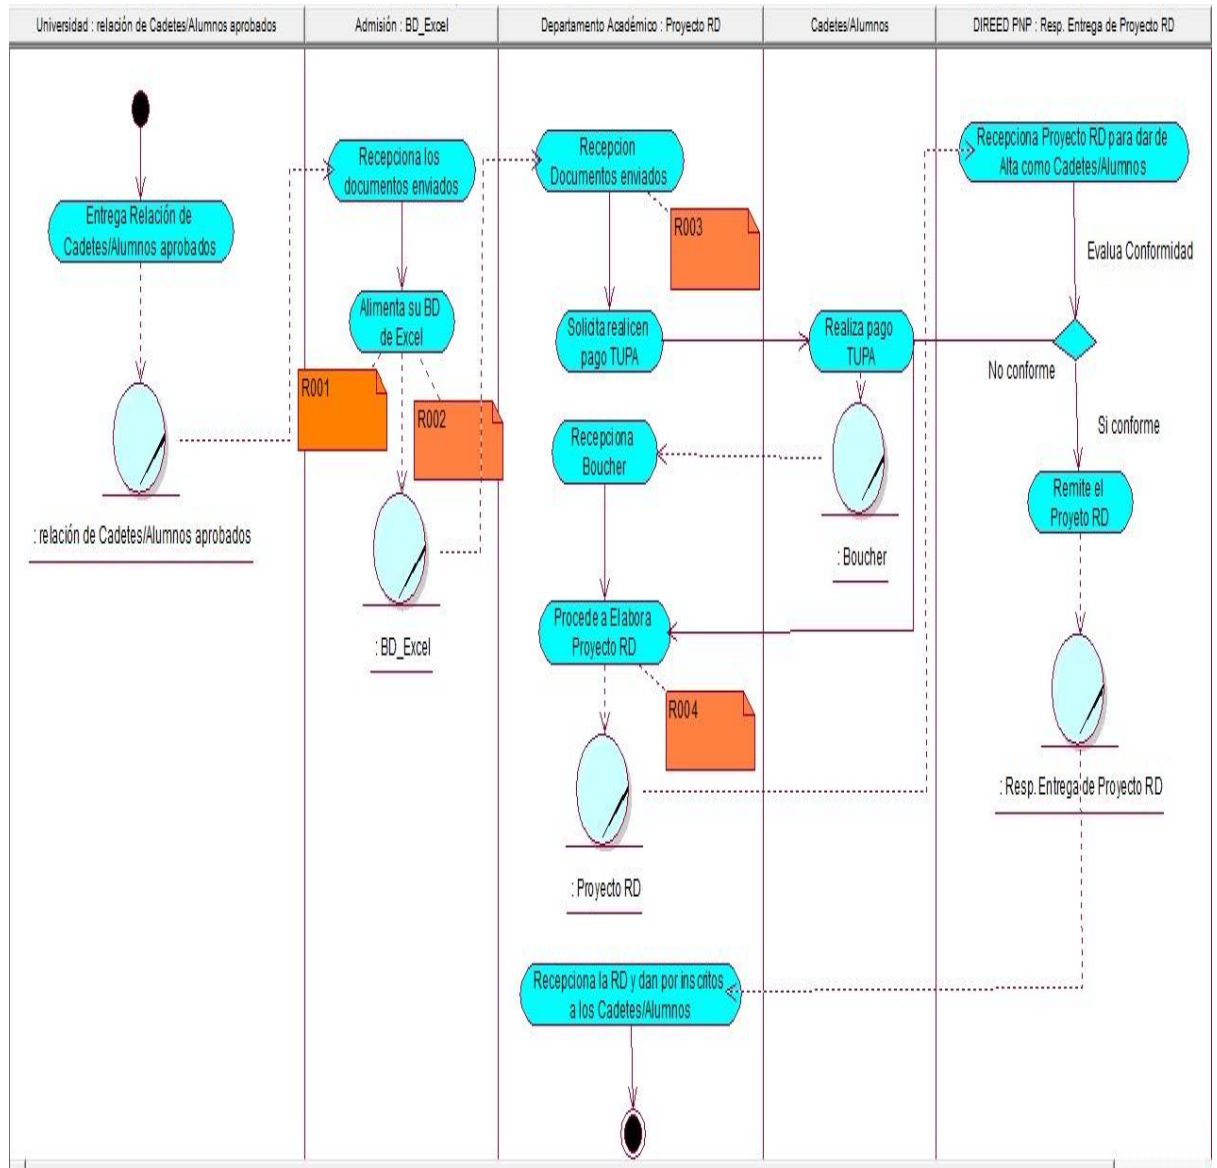 Universidad : relación de Cadetes/Alumnos aprobados
Admisión : BD_Excel
Departamento Académico : Proyecto RD
Cadetes/Alumnos
DIREED PNP : Resp. Entrega de Proyecto RD
Entrega Relación de
Cadetes/Alumnos aprobados
: relación de Cadetes/Alumnos aprobados
Recepciona los
documentos enviados
Alimenta su BD
de Excel
R001
R002
: BD_Excel
Recepcion
Documentos enviados
R003
Solicita realicen
pago TUPA
Recepciona
Boucher
Procede a Elabora
Proyecto RD
R004
: Proyecto RD
Recepciona la RD y dan por inscritos
a los Cadetes/Alumnos
Realiza pago
TUPA
: Boucher
Recepciona Proyecto RD para dar de
Alta como Cadetes/Alumnos
Evalua Conformidad
No conforme
Si conforme
Remite el
Proyeto RD
: Resp. Entrega de Proyecto RD